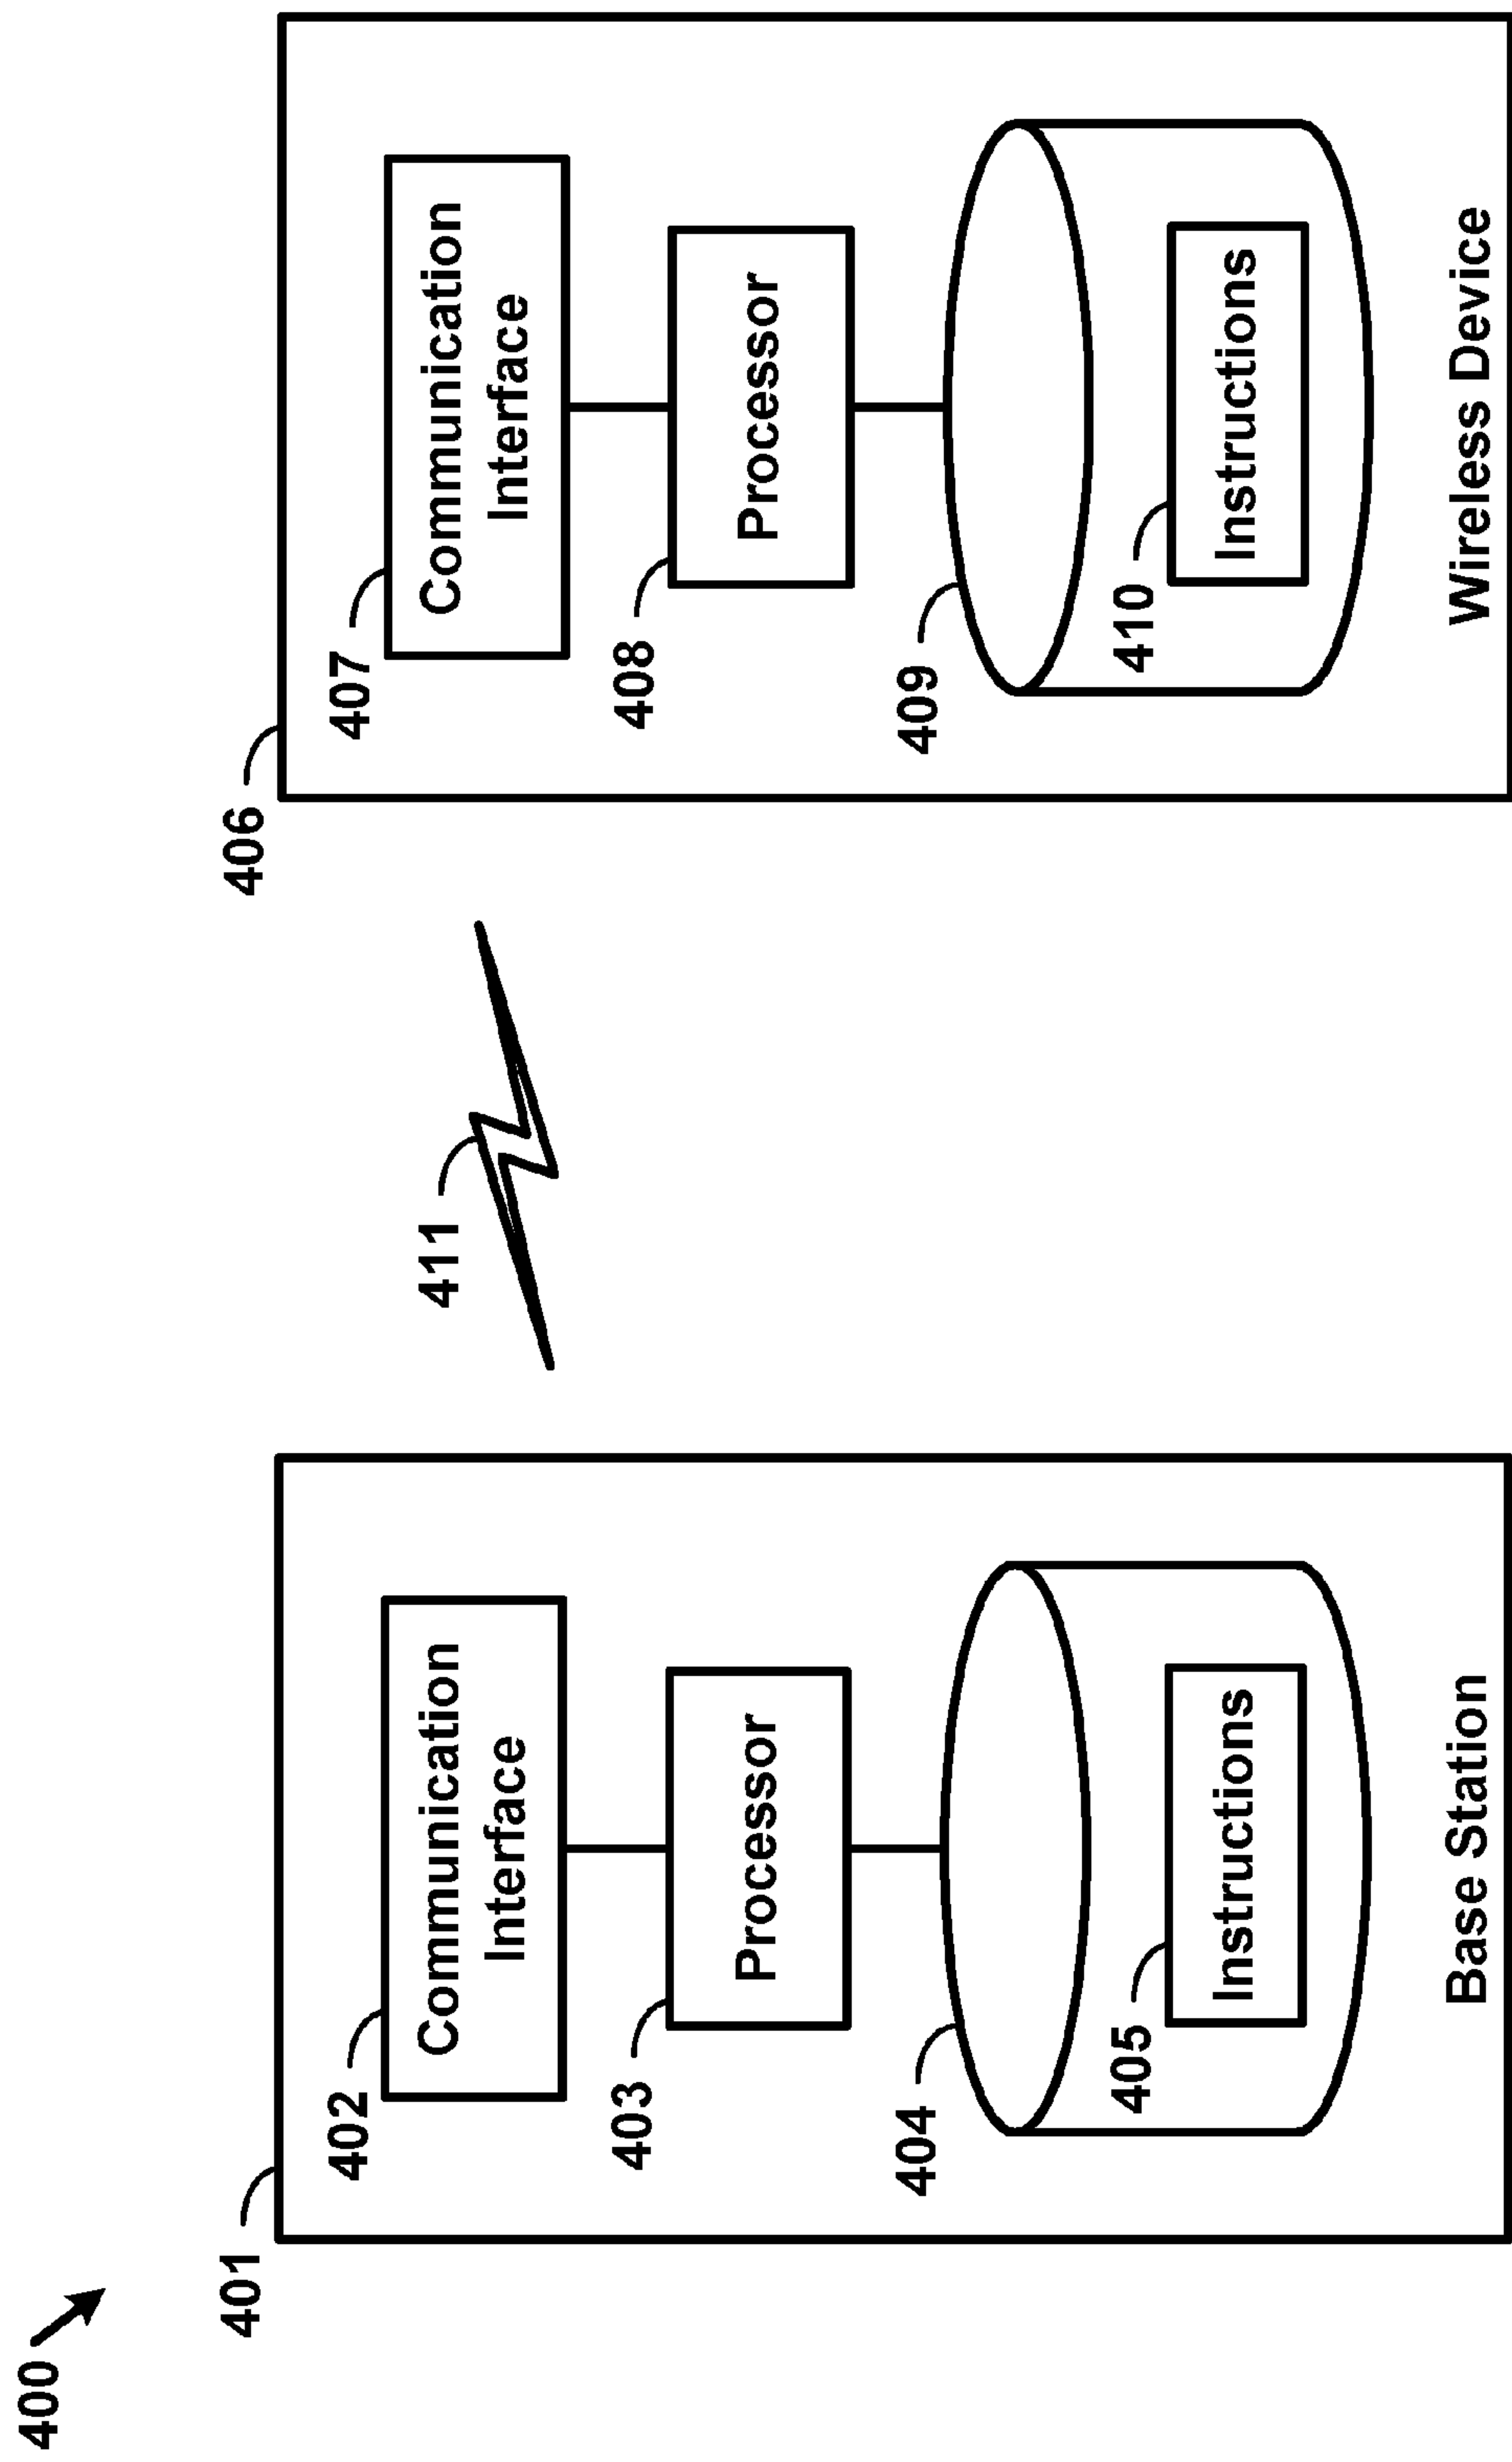 400
401
402
Communication
Interface
403
Processor
404
405
Instructions
Base Station
411
406
407
Communication
Interface
408
Processor
409
410
Instructions
Wireless Device